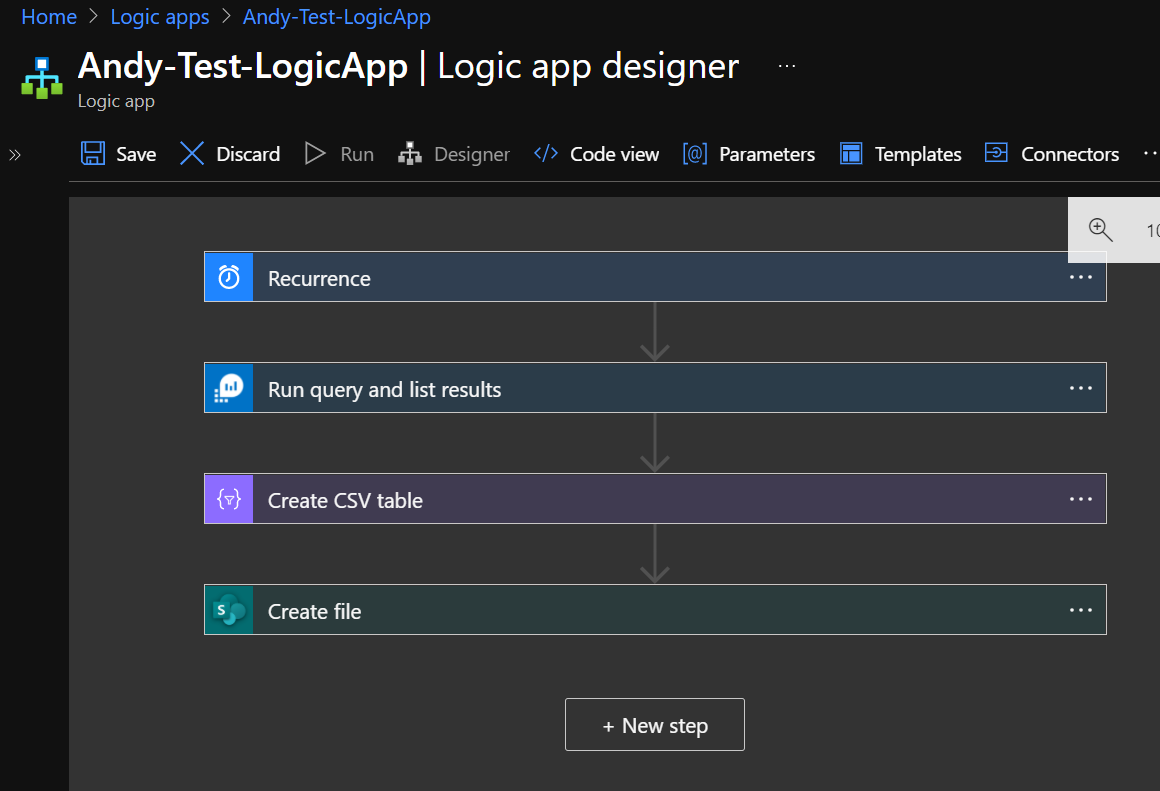 Home > Logic apps > Andy-Test-LogicApp
Andy-Test-LogicApp | Logic app designer ...
Logic app
Save Discard Run Designer </> Code view [@] Parameters Templates Connectors
Recurrence
Run query and list results
Create CSV table
S Create file
+ New step